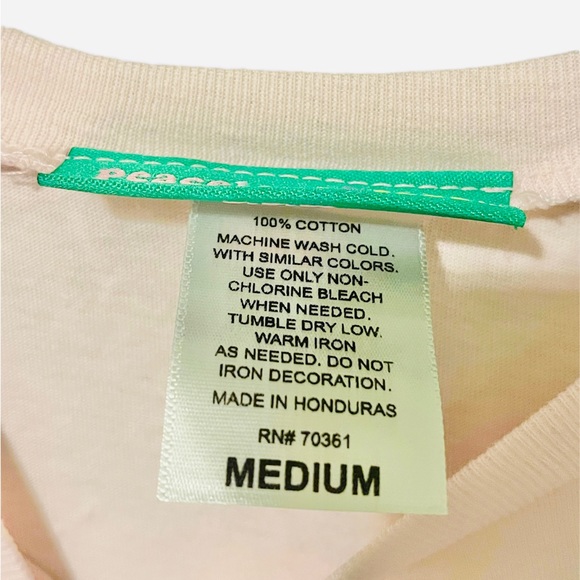 peace
100% COTTON
MACHINE WASH COLD.
WITH SIMILAR COLORS.
USE ONLY NON-
CHLORINE BLEACH
WHEN NEEDED.
TUMBLE DRY LOW.
WARM IRON
AS NEEDED. DO NOT
IRON DECORATION.
MADE IN HONDURAS
RN# 70361
MEDIUM